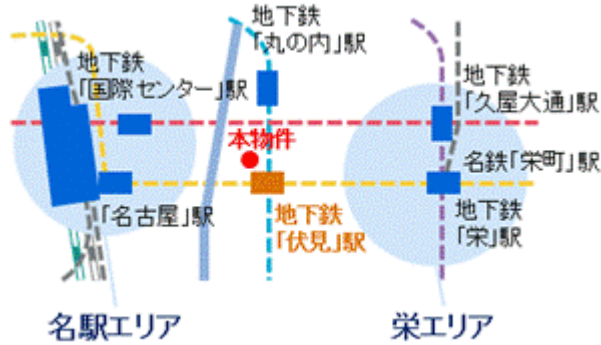 地下鉄
「丸の内」駅
地下鉄
「国際センター」駅
地下鉄
「久屋大通」駅
本物件
名鉄「栄町」駅
「名古屋」駅
地下鉄
「伏見」駅
地下鉄
「栄」駅
名駅エリア
栄エリア